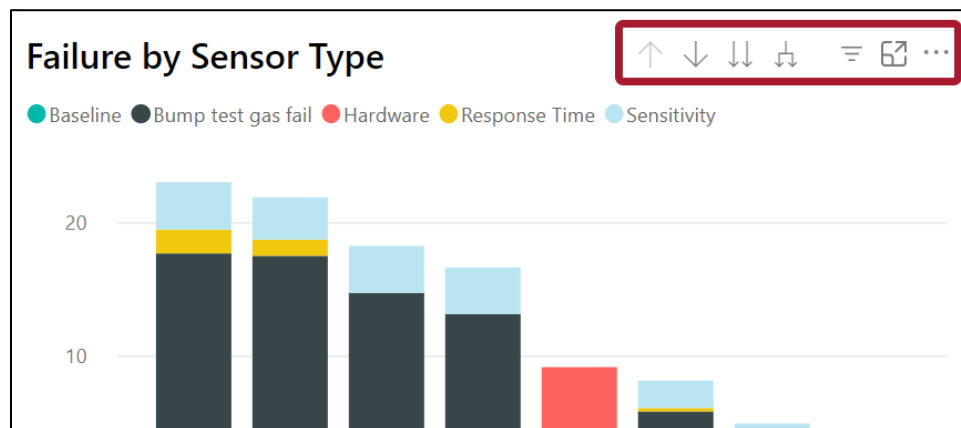 Failure by Sensor Type
Baseline Bump test gas fail Hardware Response Time Sensitivity
20
10